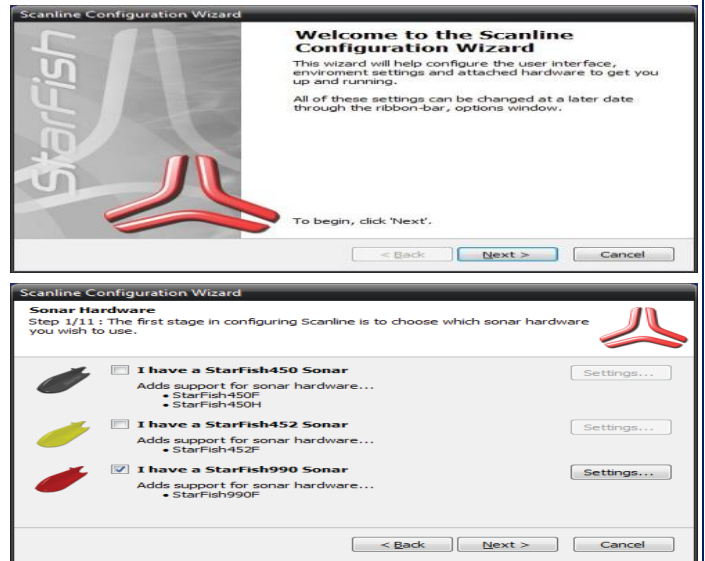 Scanline Configuration Wizard
StarFish
Welcome to the Scanline
Configuration Wizard
This wizard will help configure the user interface,
enviroment settings and attached hardware to get you
up and running.
All of these settings can be changed at a later date
through the ribbon-bar, options window.
To begin, click 'Next'.
< Back
Next >
Cancel
Scanline Configuration Wizard
Sonar Hardware
Step 1/11 : The first stage in configuring Scanline is to choose which sonar hardware
you wish to use.
I have a StarFish450 Sonar
Settings...
Adds support for sonar hardware...
• StarFish450F
• StarFish450H
I have a StarFish452 Sonar
Settings...
Adds support for sonar hardware...
• StarFish452F
I have a StarFish990 Sonar
Settings...
Adds support for sonar hardware...
• StarFish990F
< Back
Next >
Cancel